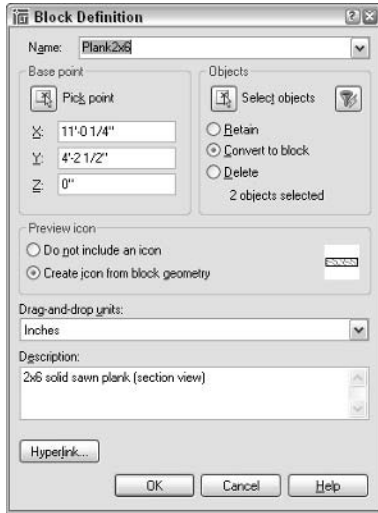 Block Definition
Name: Plank2x6
Base point
Pick point
X: 11'-0 1/4"
Y: 4'-2 1/2"
Z: 0"
Objects
Select objects
Retain
Convert to block
Delete
2 objects selected
Preview icon
Do not include an icon
Create icon from block geometry
Drag-and-drop units:
Inches
Description:
2x6 solid sawn plank (section view)
Hyperlink...
OK Cancel Help